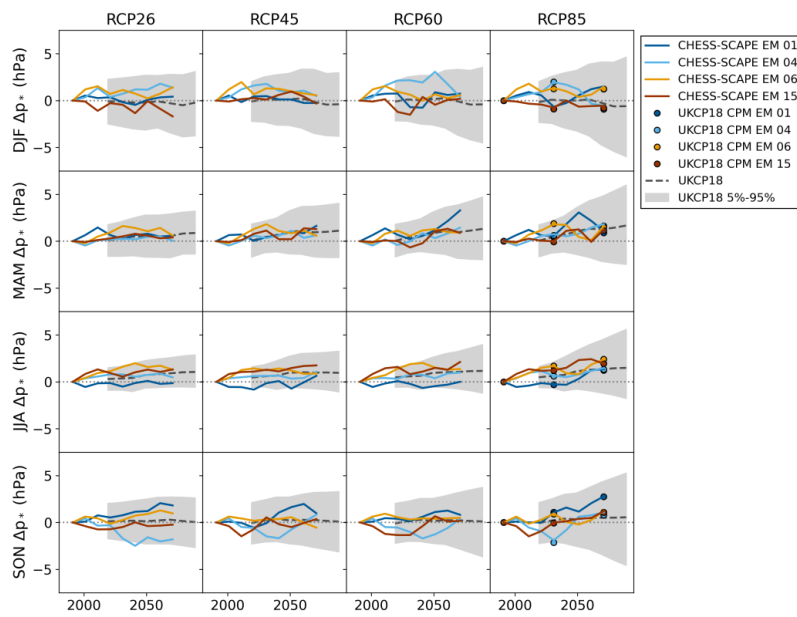 RCP26 RCP45 RCP60 RCP85
DJF Δp* (hPa)
5
0
−5
MAM Δp* (hPa)
5
0
−5
JJA Δp* (hPa)
5
0
−5
SON Δp* (hPa)
5
0
−5
2000 2050 2000 2050 2000 2050 2000 2050
CHESS-SCAPE EM 01
CHESS-SCAPE EM 04
CHESS-SCAPE EM 06
CHESS-SCAPE EM 15
UKCP18 CPM EM 01
UKCP18 CPM EM 04
UKCP18 CPM EM 06
UKCP18 CPM EM 15
UKCP18
UKCP18 5%-95%